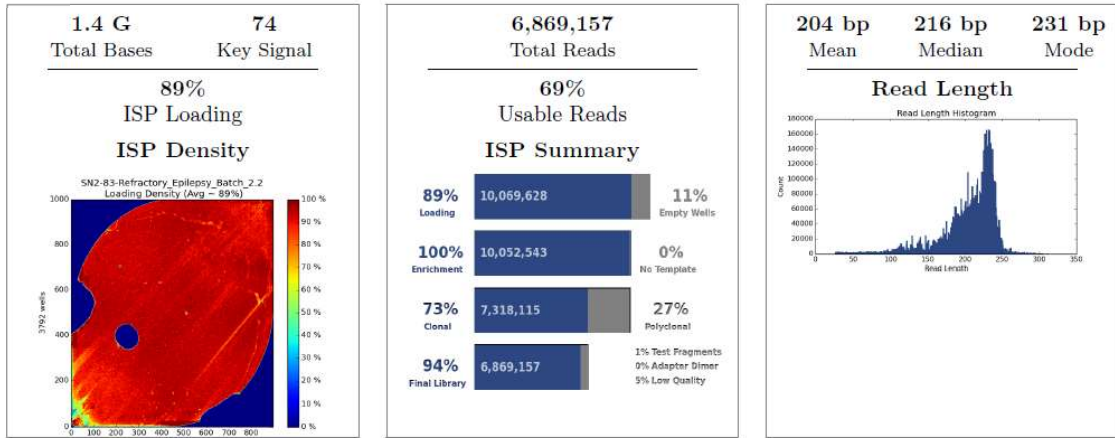 1.4 G 74
Total Bases Key Signal
89%
ISP Loading
ISP Density
SN2-83-Refractory_Epilepsy_Batch_2.2
Loading Density (Avg ~ 89%)
1000
800
600
400
200
0
3792 wells
0 100 200 300 400 500 600 700 800
100 %
90 %
80 %
70 %
60 %
50 %
40 %
30 %
20 %
10 %
0 %
6,869,157
Total Reads
69%
Usable Reads
ISP Summary
89% 10,069,628 11%
Loading Empty Wells
100% 10,052,543 0%
Enrichment No Template
73% 7,318,115 27%
Clonal Polyclonal
94% 6,869,157
Final Library
1% Test Fragments
0% Adapter Dimer
5% Low Quality
204 bp 216 bp 231 bp
Mean Median Mode
Read Length
Read Length Histogram
180000
160000
140000
120000
100000
80000
60000
40000
20000
0
Count
0 50 100 150 200 250 300 350
Read Length